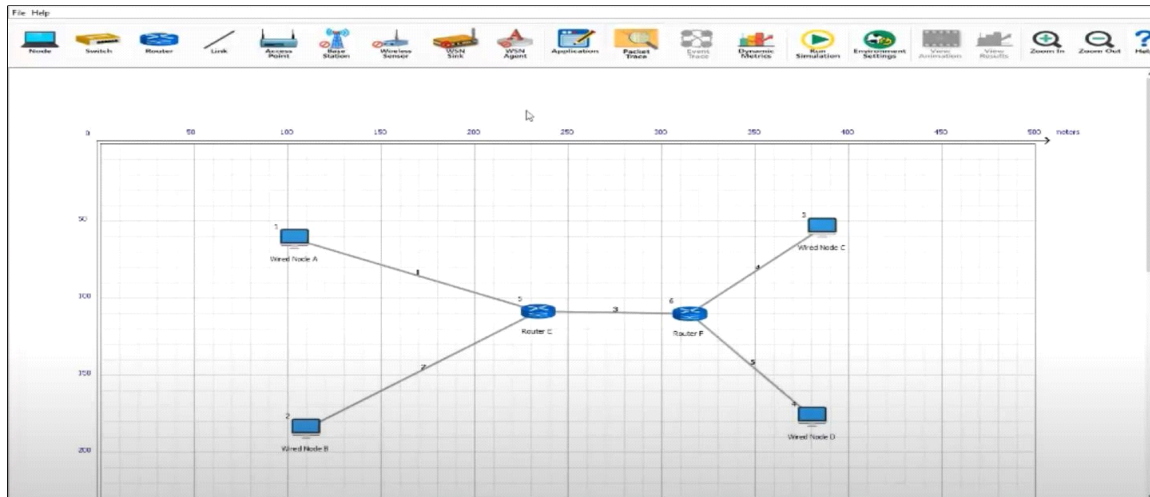 File Help
Node Switch Router Link Access Point Base Station Wireless Sensor WSN Sink WSN Agent Application Packet Trace Event Trace Dynamic Metrics Run Simulation Environment Settings View Animation View Results Zoom In Zoom Out Help
0 50 100 150 200 250 300 350 400 450 500 meters
50
3
Wired Node C
1
Wired Node A
4
1
100
5
6
3
Router E
Router F
150
2
5
4
2
Wired Node D
Wired Node B
200